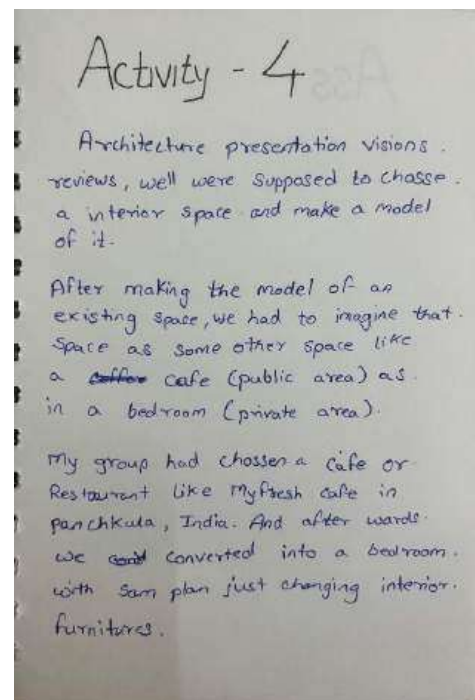 Activity - 4
Architecture presentation visions.
reviews, well were supposed to chasse.
a interior space and make a model
of it.
After making the model of an
existing space, we had to imagine that.
space as some other space like
a cafe (public area) as.
in a bedroom (private area).
My group had chossen a cafe or
Restaurant like Myfresh cafe in
panchkula, India. And after wards.
we converted into a bedroom.
with sam plan just changing interior.
furnitures.